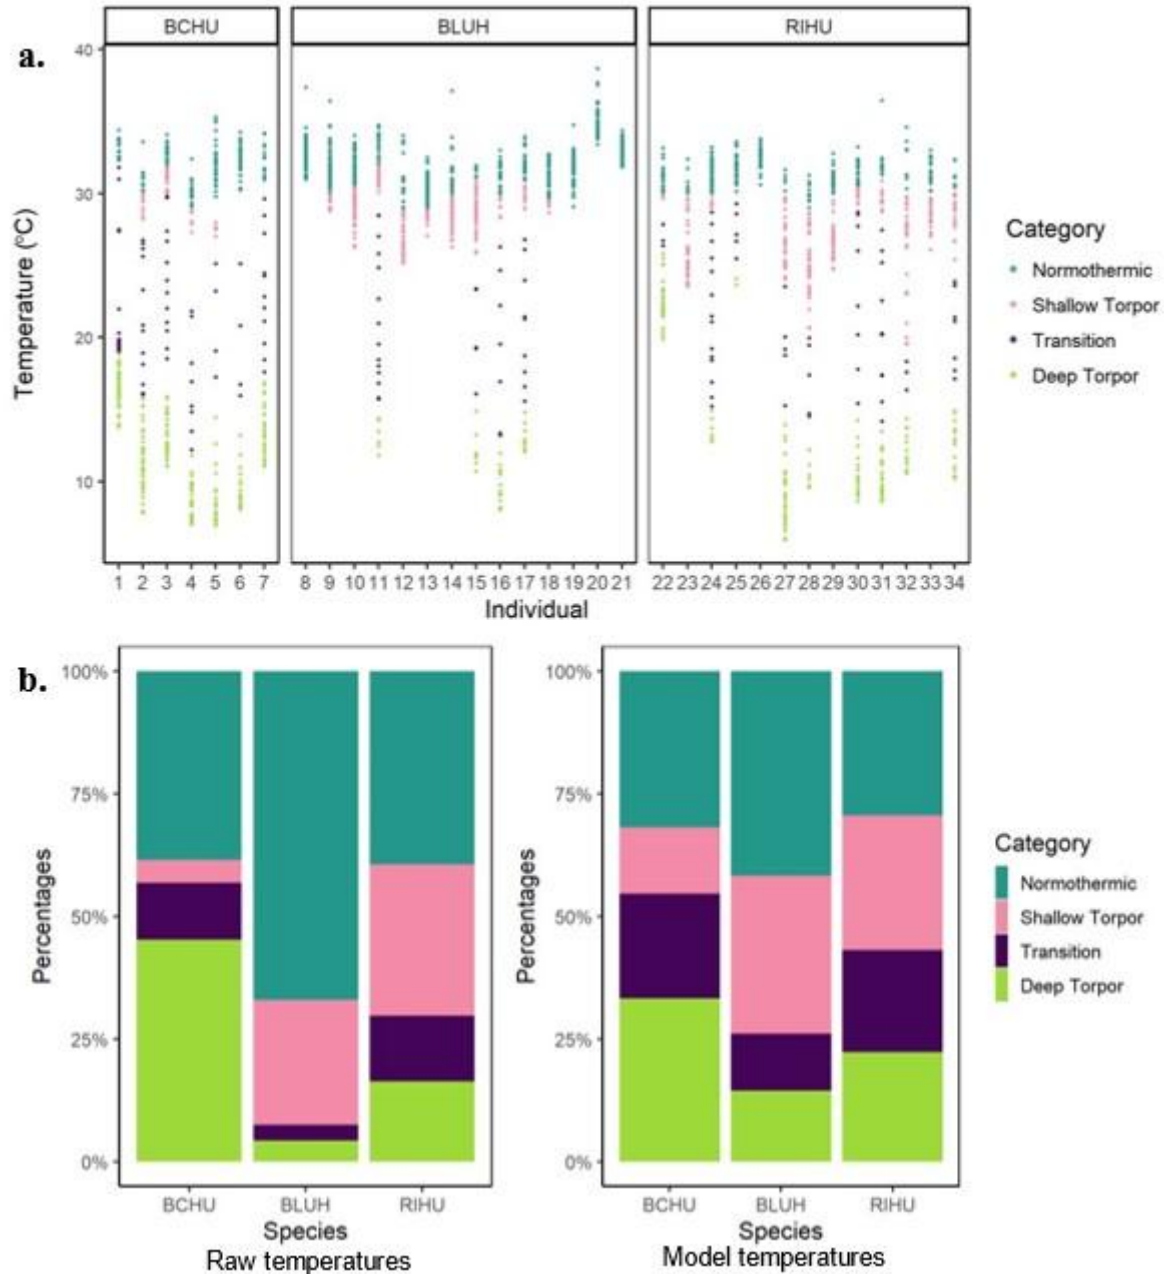 BCHU BLUH RIHU
a.
40
30
20
10
Temperature (°C)
Category
Normothermic
Shallow Torpor
Transition
Deep Torpor
1 2 3 4 5 6 7 8 9 10 11 12 13 14 15 16 17 18 19 20 21 22 23 24 25 26 27 28 29 30 31 32 33 34
Individual
b.
100%
75%
50%
25%
0%
Percentages
BCHU BLUH RIHU
Species
Raw temperatures
100%
75%
50%
25%
0%
Percentages
BCHU BLUH RIHU
Species
Model temperatures
Category
Normothermic
Shallow Torpor
Transition
Deep Torpor